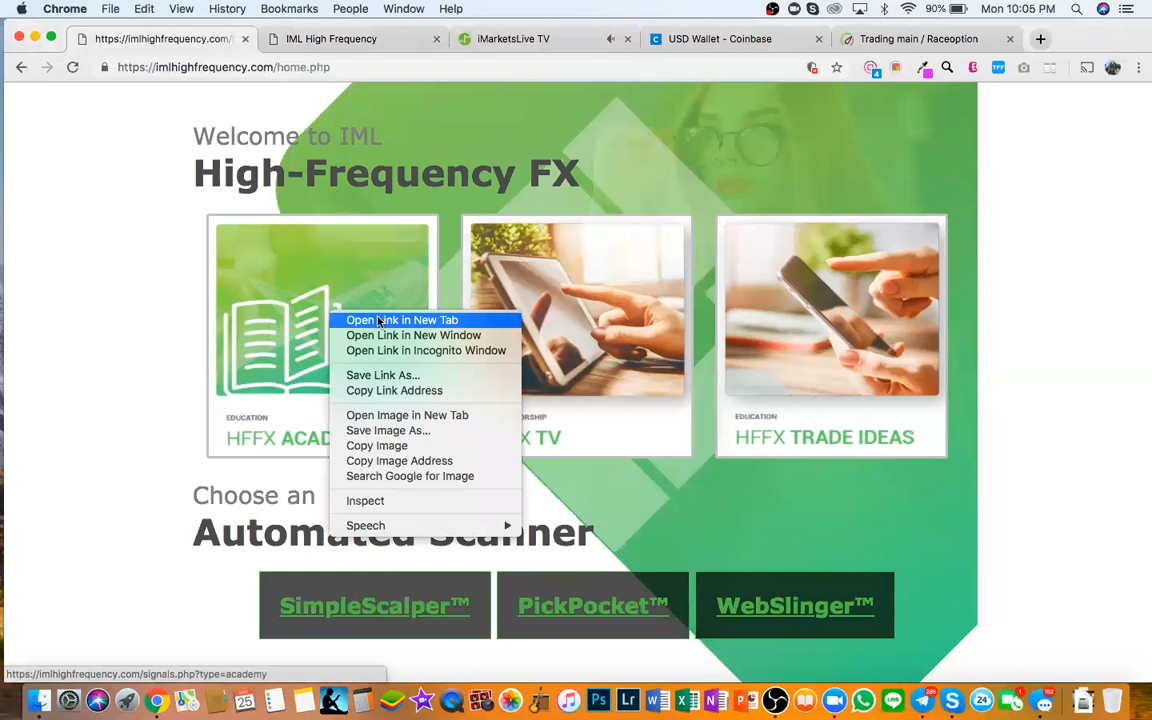 Chrome File Edit View History Bookmarks People Window Help 90% Mon 10:05 PM
https://imlhighfrequency.com/ IML High Frequency iMarketsLive TV USD Wallet - Coinbase Trading main / Raceoption
https://imlhighfrequency.com/home.php
Welcome to IML
High-Frequency FX
Open Link in New Tab
Open Link in New Window
Open Link in Incognito Window
Save Link As...
Copy Link Address
Open Image in New Tab
Save Image As...
Copy Image
Copy Image Address
Search Google for Image
Inspect
Speech
EDUCATION
HFFX ACAD
ORSHIP
X TV
EDUCATION
HFFX TRADE IDEAS
Choose an
Automated Scanner
SimpleScalper™ PickPocket™ WebSlinger™
https://imlhighfrequency.com/signals.php?type=academy